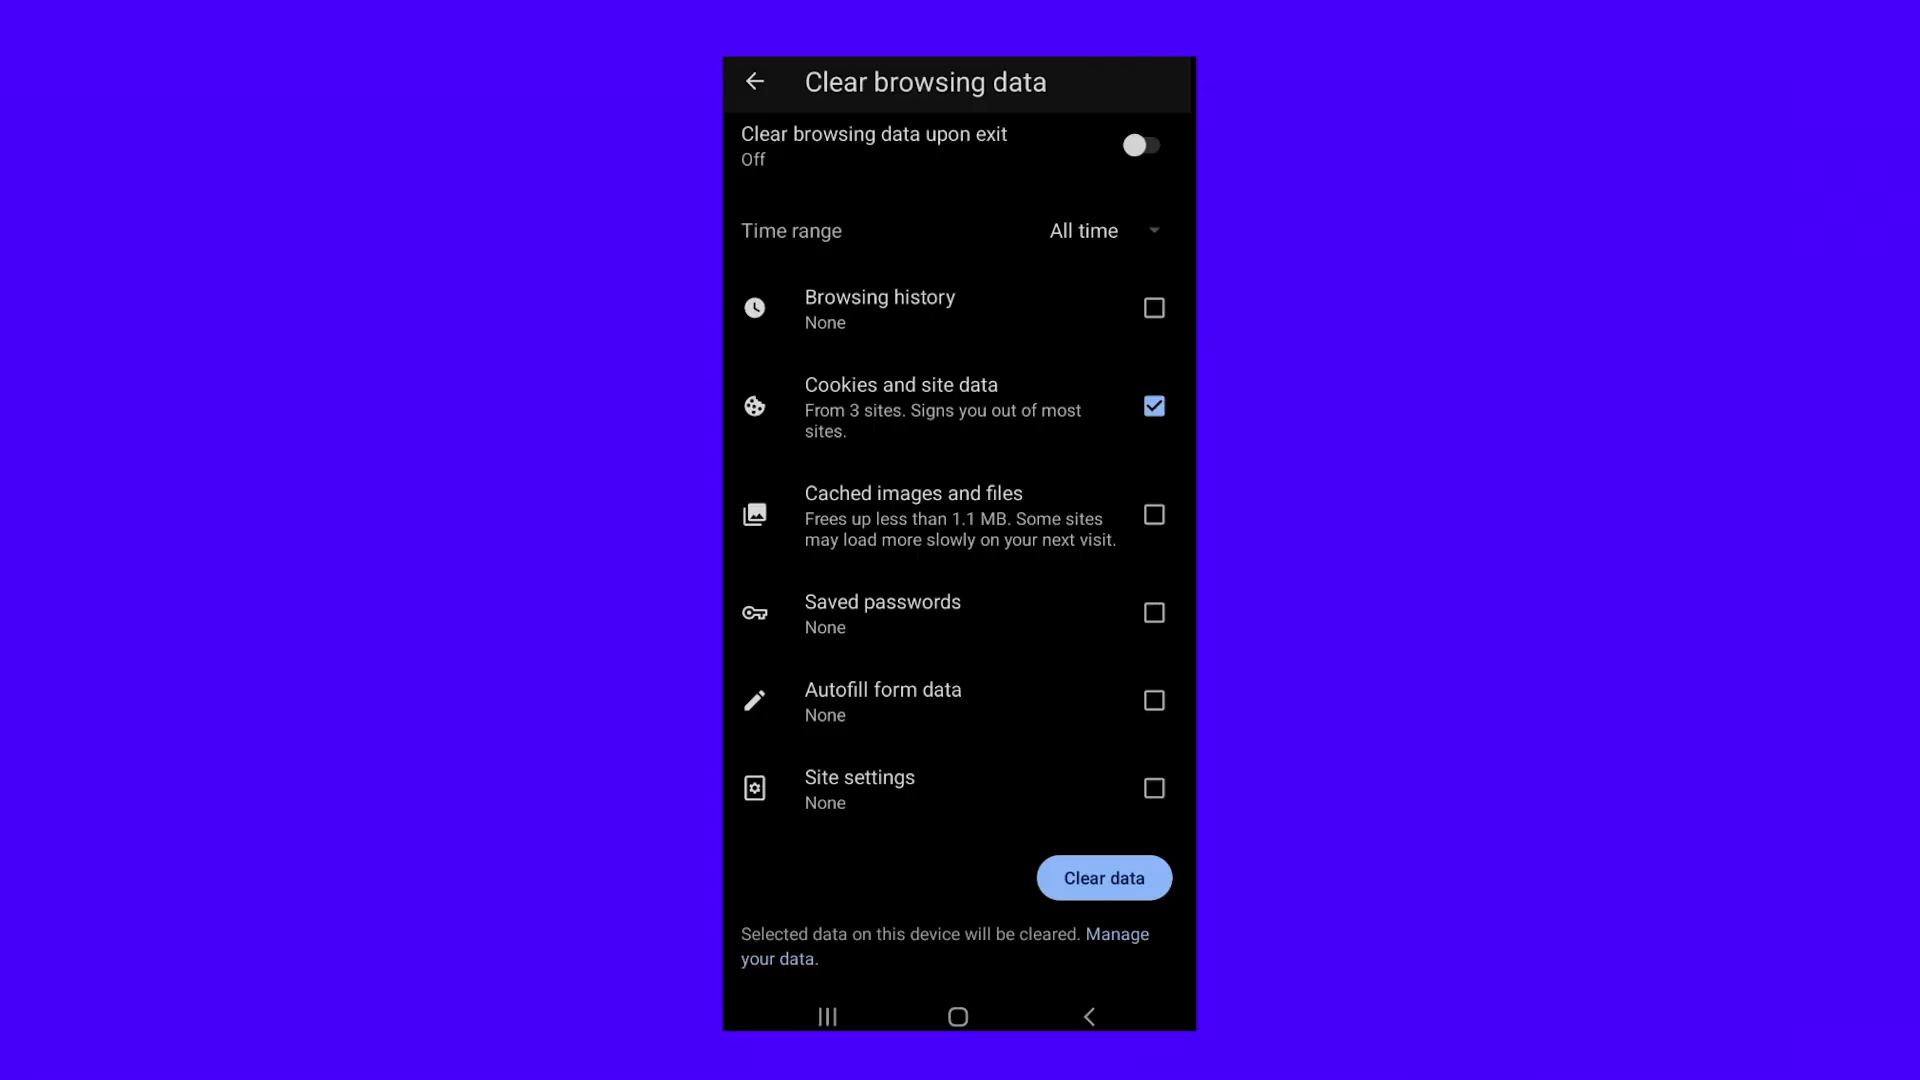 Clear browsing data
Clear browsing data upon exit
Off
Time range
All time
Browsing history
None
Cookies and site data
From 3 sites. Signs you out of most
sites.
Cached images and files
Frees up less than 1.1 MB. Some sites
may load more slowly on your next visit.
Saved passwords
None
Autofill form data
None
Site settings
None
Clear data
Selected data on this device will be cleared. Manage
your data.